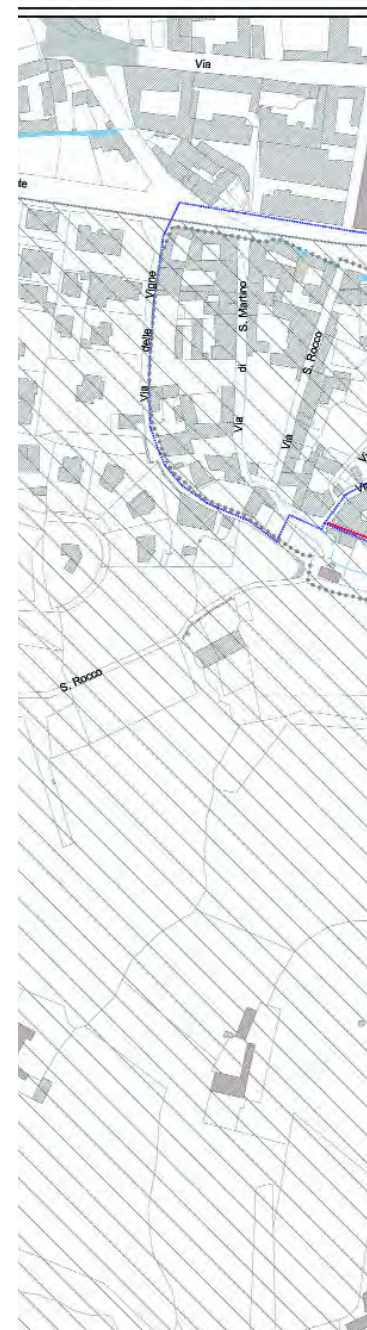 Via
te
Via delle Vigne
Via di S. Martino
Via S. Rocco
S. Rocco